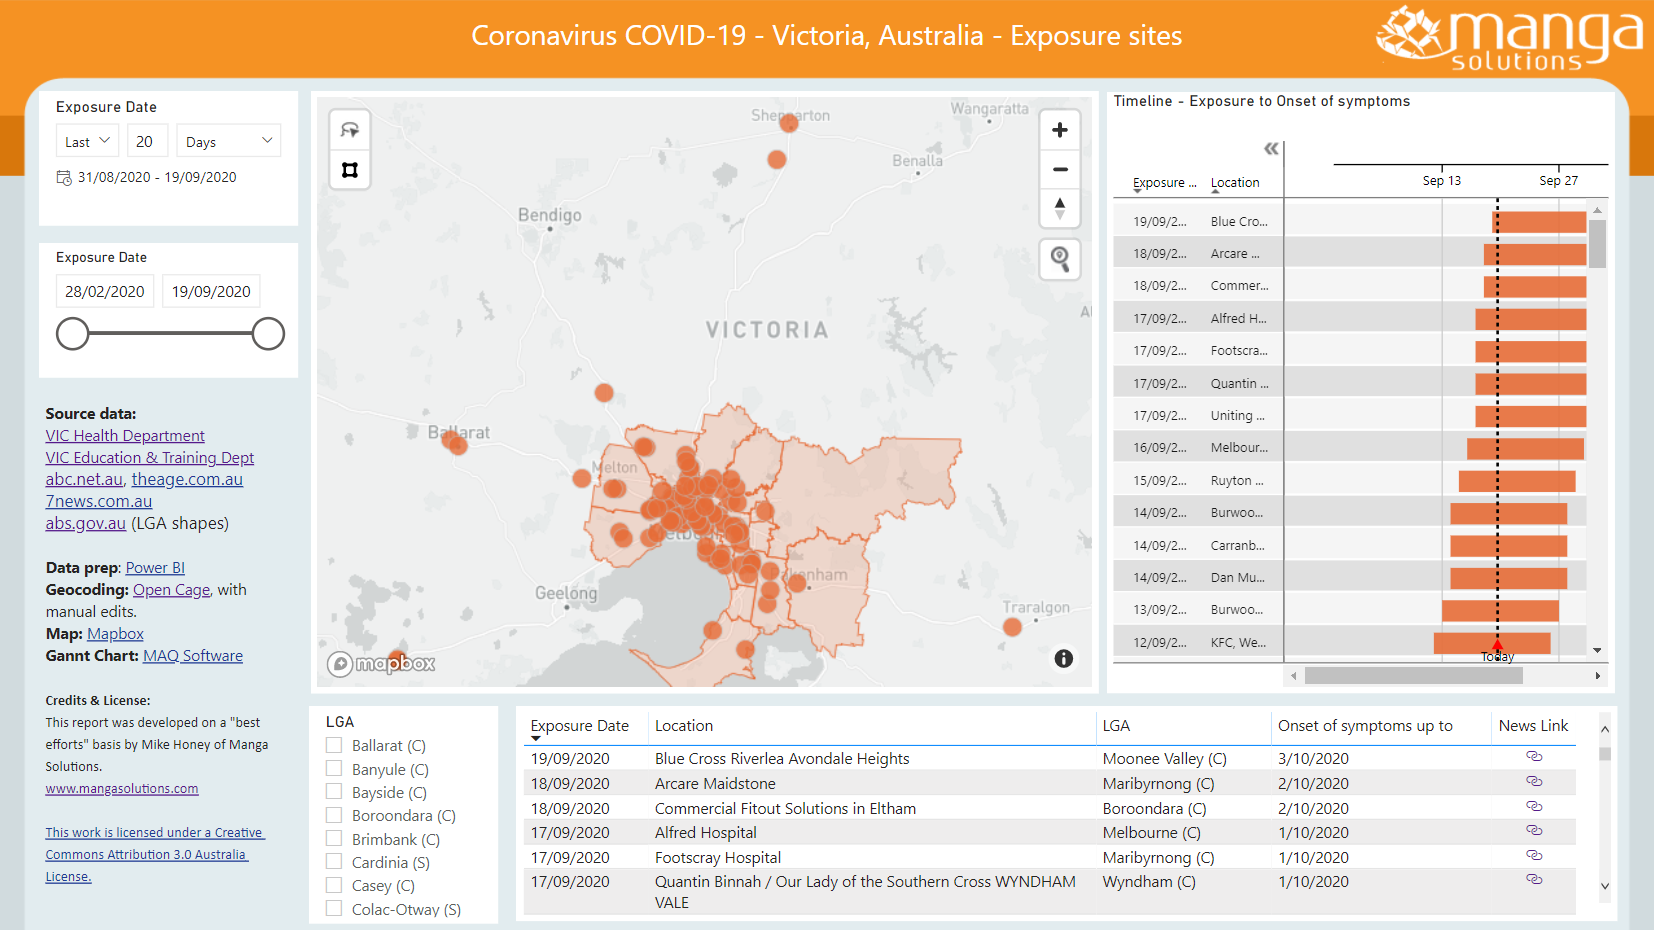 Coronavirus COVID-19 - Victoria, Australia - Exposure sites
manga
solutions
Exposure Date
Last
20
Days
31/08/2020 - 19/09/2020
Exposure Date
28/02/2020
19/09/2020
Source data:
VIC Health Department
VIC Education & Training Dept
abc.net.au, theage.com.au
7news.com.au
abs.gov.au (LGA shapes)
Data prep: Power BI
Geocoding: Open Cage, with
manual edits.
Map: Mapbox
Gannt Chart: MAQ Software
Credits & License:
This report was developed on a "best
efforts" basis by Mike Honey of Manga
Solutions.
www.mangasolutions.com
This work is licensed under a Creative
Commons Attribution 3.0 Australia
License.
Shepparton
Wangaratta
Benalla
Bendigo
VICTORIA
Ballarat
Melton
Geelong
Traralgon
mapbox
Timeline - Exposure to Onset of symptoms
Exposure ...
Location
Sep 13
Sep 27
19/09/2... Blue Cro...
18/09/2... Arcare ...
18/09/2... Commer...
17/09/2... Alfred H...
17/09/2... Footscra...
17/09/2... Quantin ...
17/09/2... Uniting ...
16/09/2... Melbour...
15/09/2... Ruyton ...
14/09/2... Burwoo...
14/09/2... Carranb...
14/09/2... Dan Mu...
13/09/2... Burwoo...
12/09/2... KFC, We...
Today
LGA
Ballarat (C)
Banyule (C)
Bayside (C)
Boroondara (C)
Brimbank (C)
Cardinia (S)
Casey (C)
Colac-Otway (S)
Exposure Date Location LGA Onset of symptoms up to News Link
19/09/2020 Blue Cross Riverlea Avondale Heights Moonee Valley (C) 3/10/2020
18/09/2020 Arcare Maidstone Maribyrnong (C) 2/10/2020
18/09/2020 Commercial Fitout Solutions in Eltham Boroondara (C) 2/10/2020
17/09/2020 Alfred Hospital Melbourne (C) 1/10/2020
17/09/2020 Footscray Hospital Maribyrnong (C) 1/10/2020
17/09/2020 Quantin Binnah / Our Lady of the Southern Cross WYNDHAM Wyndham (C) 1/10/2020
VALE